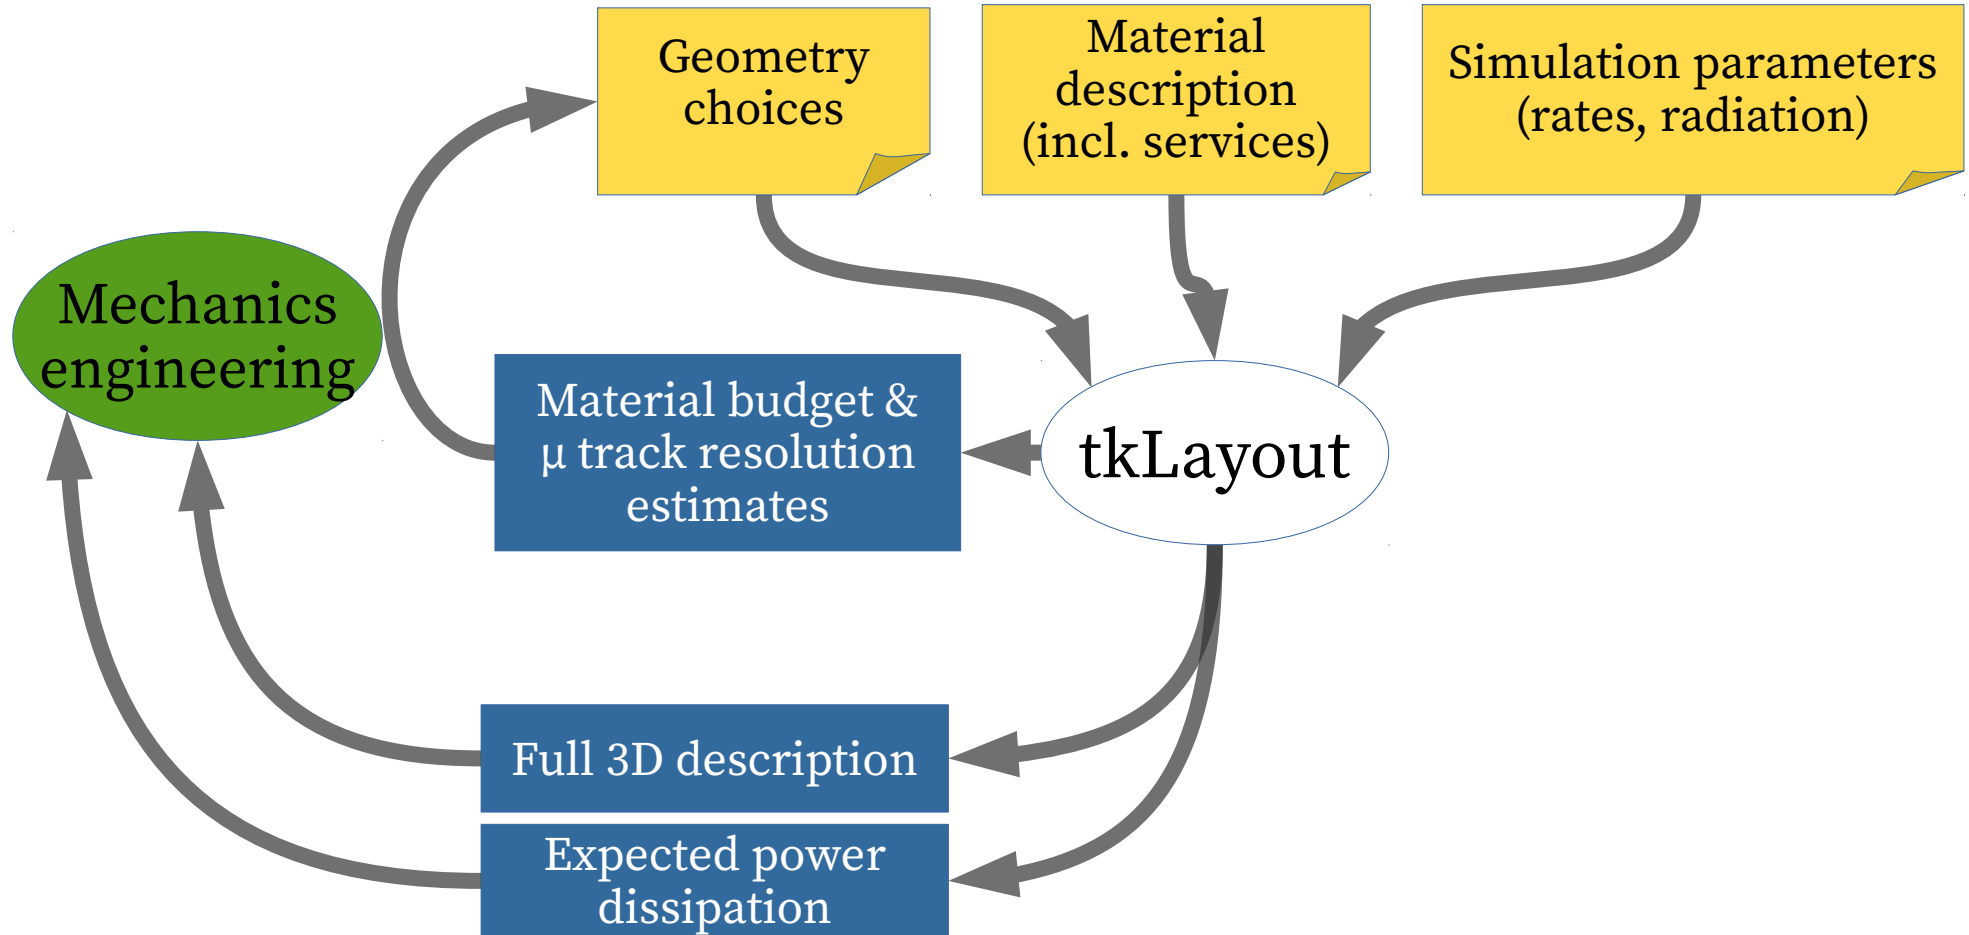 Geometry
choices
Material
description
(incl. services)
Simulation parameters
(rates, radiation)
Mechanics
engineering
Material budget &
μ track resolution
estimates
tkLayout
Full 3D description
Expected power
dissipation